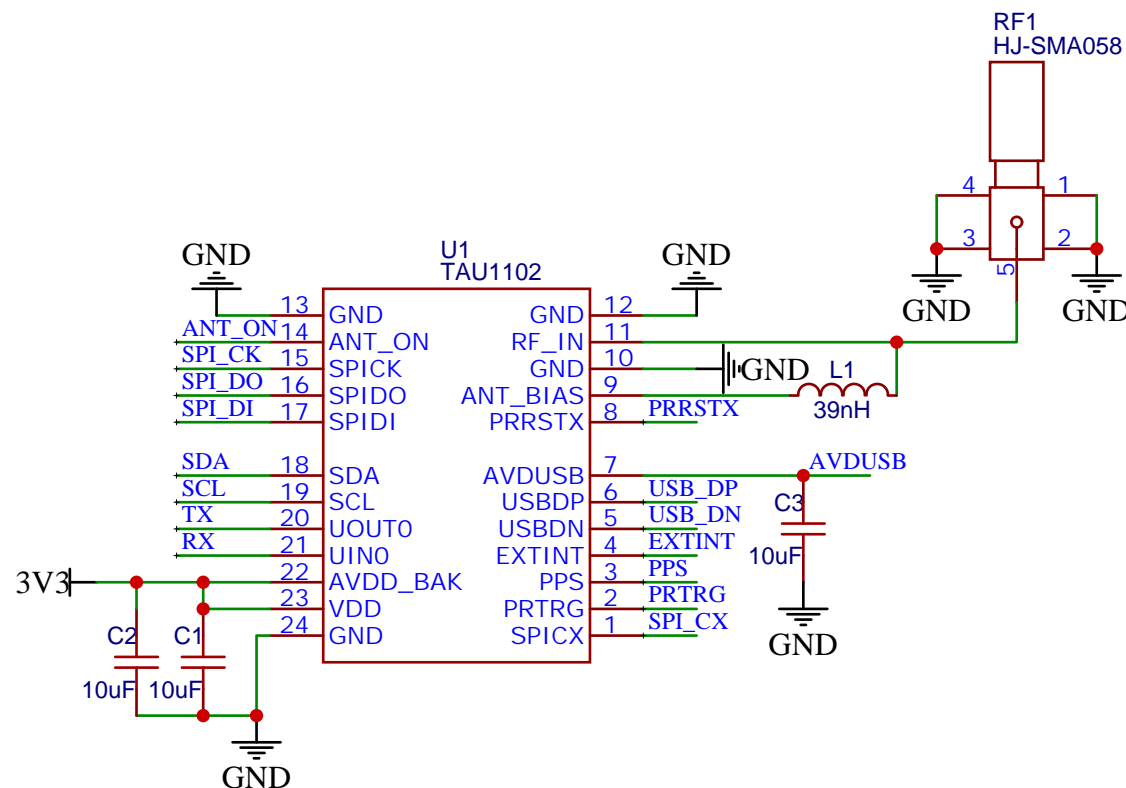 RF1
HJ-SMA058
4
1
3
2
5
GND
GND
GND
GND
U1
TAU1102
13
GND
GND
12
ANT_ON
14
ANT_ON
RF_IN
11
SPI_CK
15
SPICK
GND
10
GND
SPI_DO
16
SPIDO
ANT_BIAS
9
L1
39nH
SPI_DI
17
SPIDI
PRRSTX
8
PRRSTX
SDA
18
SDA
AVDUSB
7
AVDUSB
SCL
19
SCL
USBDP
6
USB_DP
TX
20
UOUT0
USBDN
5
USB_DN
RX
21
UIN0
EXTINT
4
EXTINT
C3
10uF
GND
3V3
22
AVDD_BAK
PPS
3
PPS
23
VDD
PRTRG
2
PRTRG
24
GND
SPICX
1
SPI_CX
C2
10uF
C1
10uF
GND